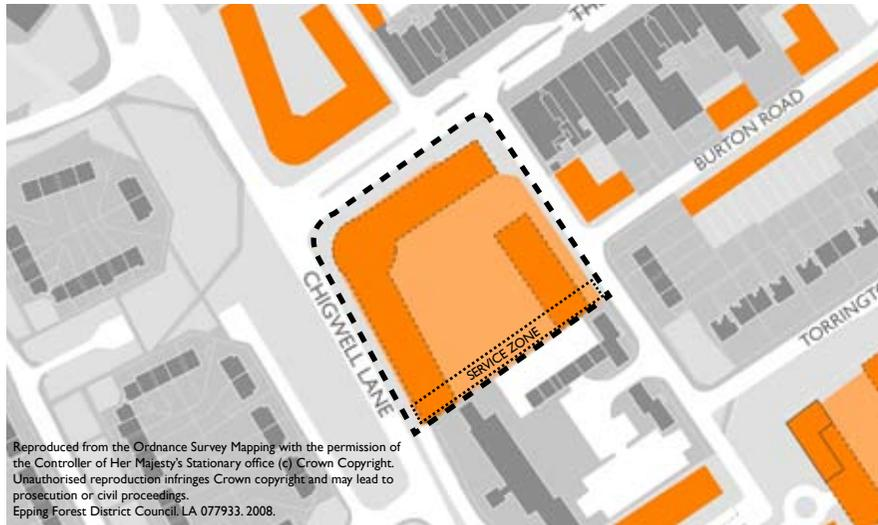 BURTON ROAD
CHIGWELL LANE
SERVICE ZONE
Reproduced from the Ordnance Survey Mapping with the permission of
the Controller of Her Majesty's Stationary office (c) Crown Copyright.
Unauthorised reproduction infringes Crown copyright and may lead to
prosecution or civil proceedings.
Epping Forest District Council. LA 077933. 2008.